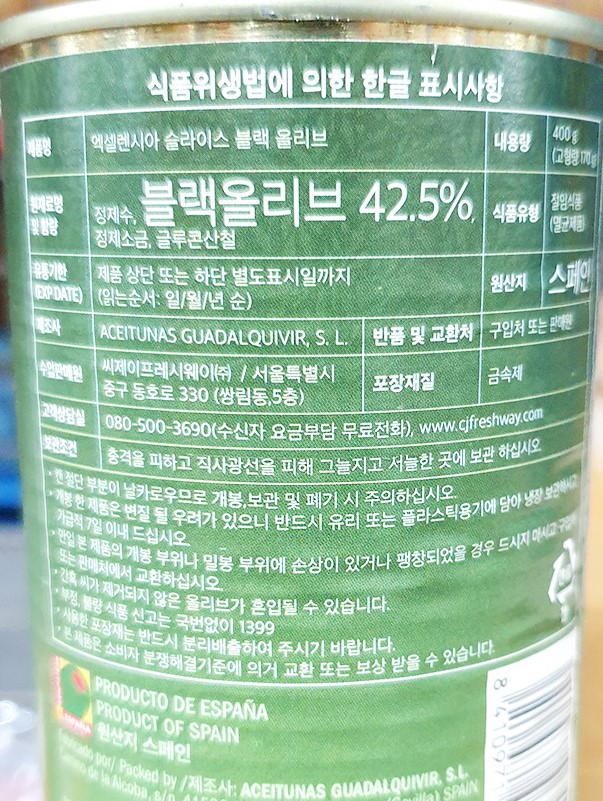 식품위생법에 의한 한글 표시사항
제품명 엑셀렌시아 슬라이스 블랙 올리브 내용량 400 g
(고형량 170 g)
원재료명 및 함량 정제수, 블랙올리브 42.5%,
정제소금, 글루콘산철 식품유형 절임식품
(멸균제품)
유통기한 제품 상단 또는 하단 별도표시일까지
(EXP DATE) (읽는순서: 일/월/년 순) 원산지 스페인
제조사 ACEITUNAS GUADALQUIVIR, S. L. 반품 및 교환처 구입처 또는 판매원
수입판매원 씨제이프레시웨이㈜ / 서울특별시
중구 동호로 330 (쌍림동,5층) 포장재질 금속제
고객상담실 080-500-3690(수신자 요금부담 무료전화), www.cjfreshway.com
보관조건 충격을 피하고 직사광선을 피해 그늘지고 서늘한 곳에 보관 하십시오
· 캔 절단 부분이 날카로우므로 개봉,보관 및 폐기 시 주의하십시오.
· 개봉 한 제품은 변질 될 우려가 있으니 반드시 유리 또는 플라스틱용기에 담아 냉장 보관하시고
가급적 7일 이내 드십시오.
· 만일 본 제품의 개봉 부위나 밀봉 부위에 손상이 있거나 팽창되었을 경우 드시지 마시고 구입처
또는 판매처에서 교환하십시오.
· 간혹 씨가 제거되지 않은 올리브가 혼입될 수 있습니다.
· 부정, 불량 식품 신고는 국번없이 1399
· 사용한 포장재는 반드시 분리배출하여 주시기 바랍니다.
· 본 제품은 소비자 분쟁해결기준에 의거 교환 또는 보상 받을 수 있습니다.
ESPAÑA
PRODUCTO DE ESPAÑA
PRODUCT OF SPAIN
원산지 스페인
por/ Packed by /제조사: ACEITUNAS GUADALQUIVIR, S.L.
de la Alcoba, s/n (Sevilla) SPAIN